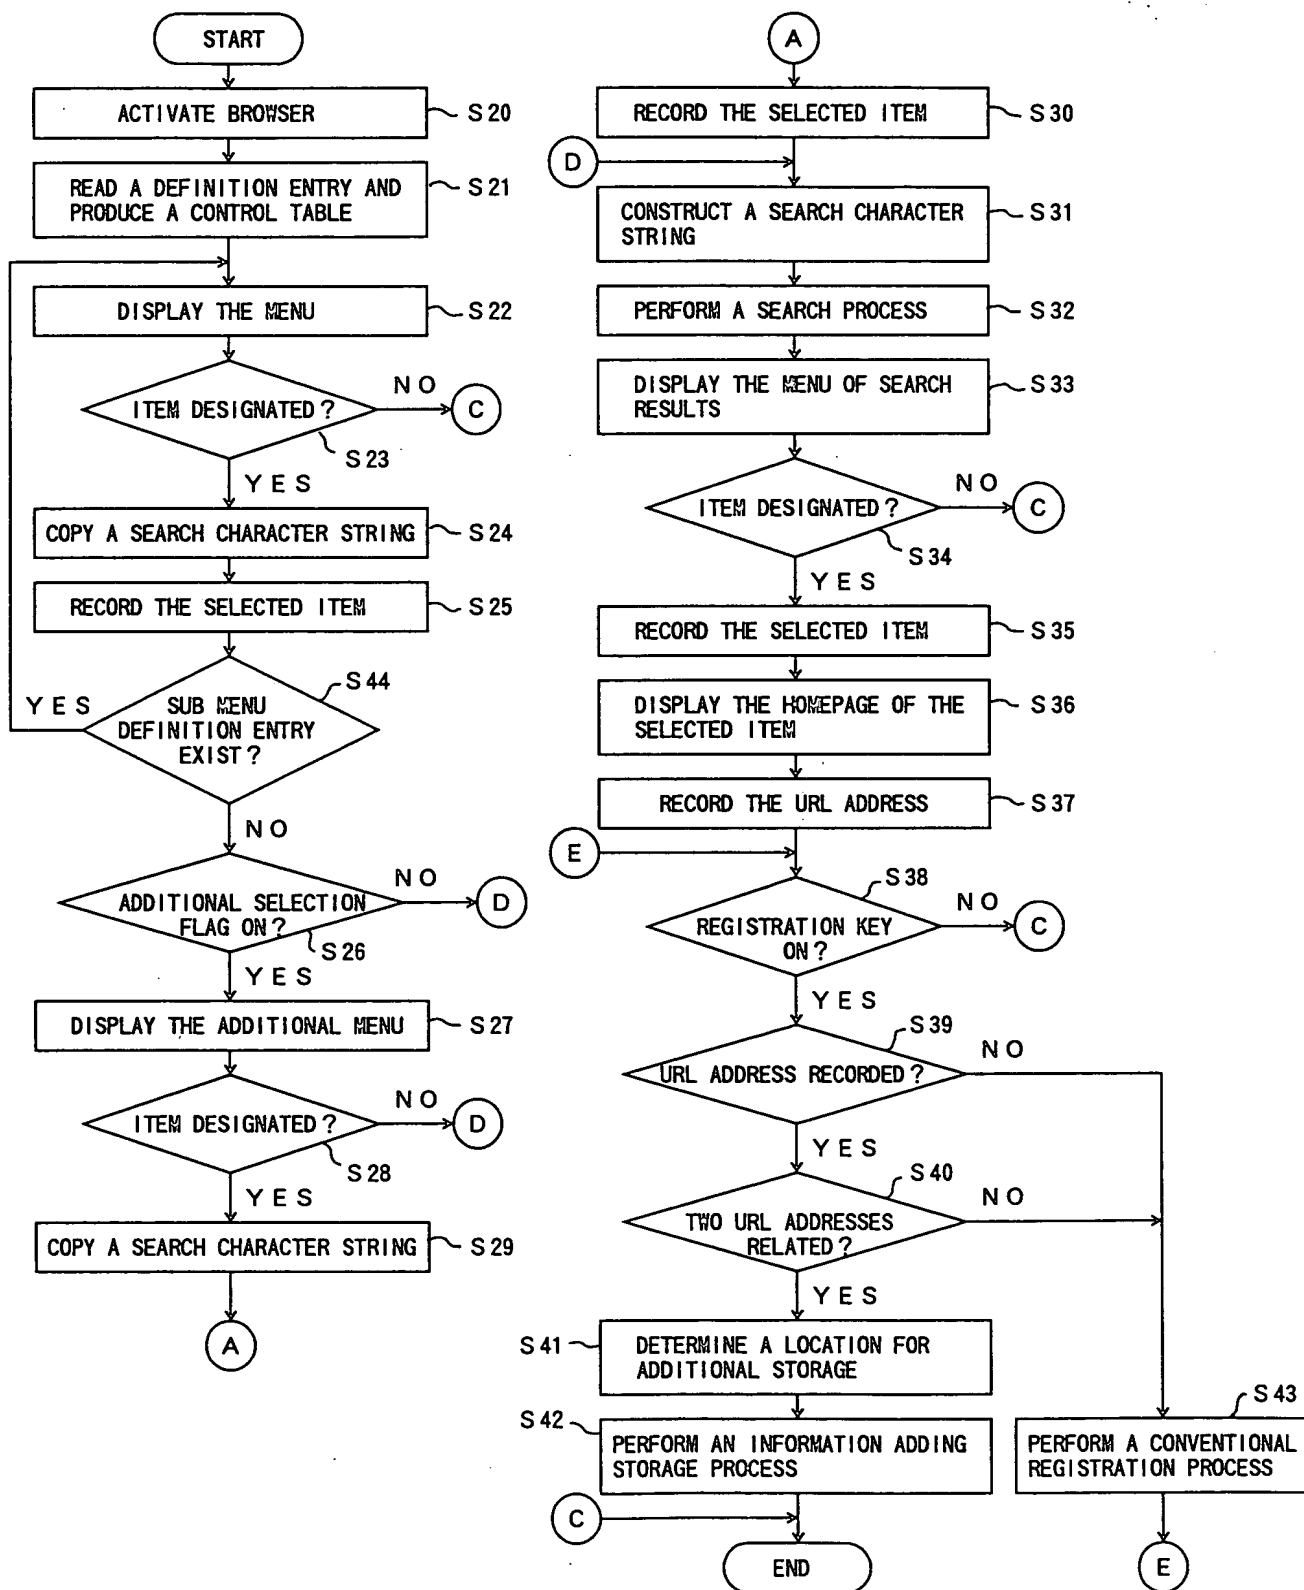 START
ACTIVATE BROWSER
S20
READ A DEFINITION ENTRY AND
PRODUCE A CONTROL TABLE
S21
DISPLAY THE MENU
S22
ITEM DESIGNATED?
NO
C
S23
YES
COPY A SEARCH CHARACTER STRING
S24
RECORD THE SELECTED ITEM
S25
S44
YES
SUB MENU
DEFINITION ENTRY
EXIST?
NO
ADDITIONAL SELECTION
FLAG ON?
NO
D
S26
YES
DISPLAY THE ADDITIONAL MENU
S27
ITEM DESIGNATED?
NO
D
S28
YES
COPY A SEARCH CHARACTER STRING
S29
A
A
RECORD THE SELECTED ITEM
S30
D
CONSTRUCT A SEARCH CHARACTER
STRING
S31
PERFORM A SEARCH PROCESS
S32
DISPLAY THE MENU OF SEARCH
RESULTS
S33
ITEM DESIGNATED?
NO
C
S34
YES
RECORD THE SELECTED ITEM
S35
DISPLAY THE HOMEPAGE OF THE
SELECTED ITEM
S36
RECORD THE URL ADDRESS
S37
E
S38
REGISTRATION KEY
ON?
NO
C
YES
S39
URL ADDRESS RECORDED?
NO
YES
S40
TWO URL ADDRESSES
RELATED?
NO
YES
S41
DETERMINE A LOCATION FOR
ADDITIONAL STORAGE
S42
PERFORM AN INFORMATION ADDING
STORAGE PROCESS
S43
PERFORM A CONVENTIONAL
REGISTRATION PROCESS
C
END
E